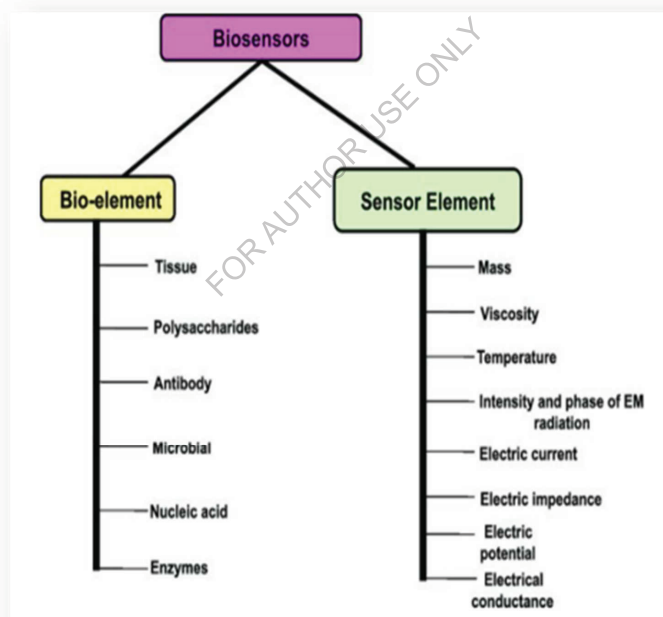 Biosensors
FOR AUTHOR USE ONLY
Bio-element
Tissue
Polysaccharides
Antibody
Microbial
Nucleic acid
Enzymes
Sensor Element
Mass
Viscosity
Temperature
Intensity and phase of EM
radiation
Electric current
Electric impedance
Electric
potential
Electrical
conductance